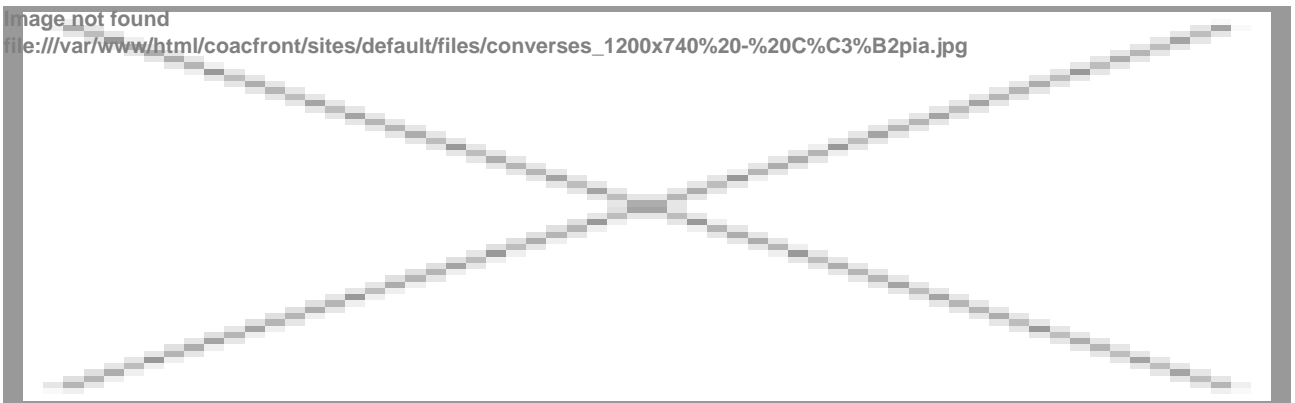 Image not found
file:///var/www/html/coacfront/sites/default/files/converses_1200x740%20-%20C%C3%B2pia.jpg